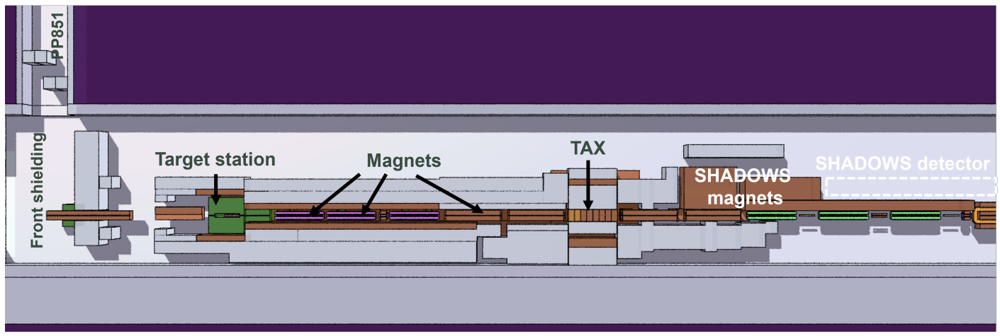 PP851
Front shielding
Target station
Magnets
TAX
SHADOWS
magnets
SHADOWS detector